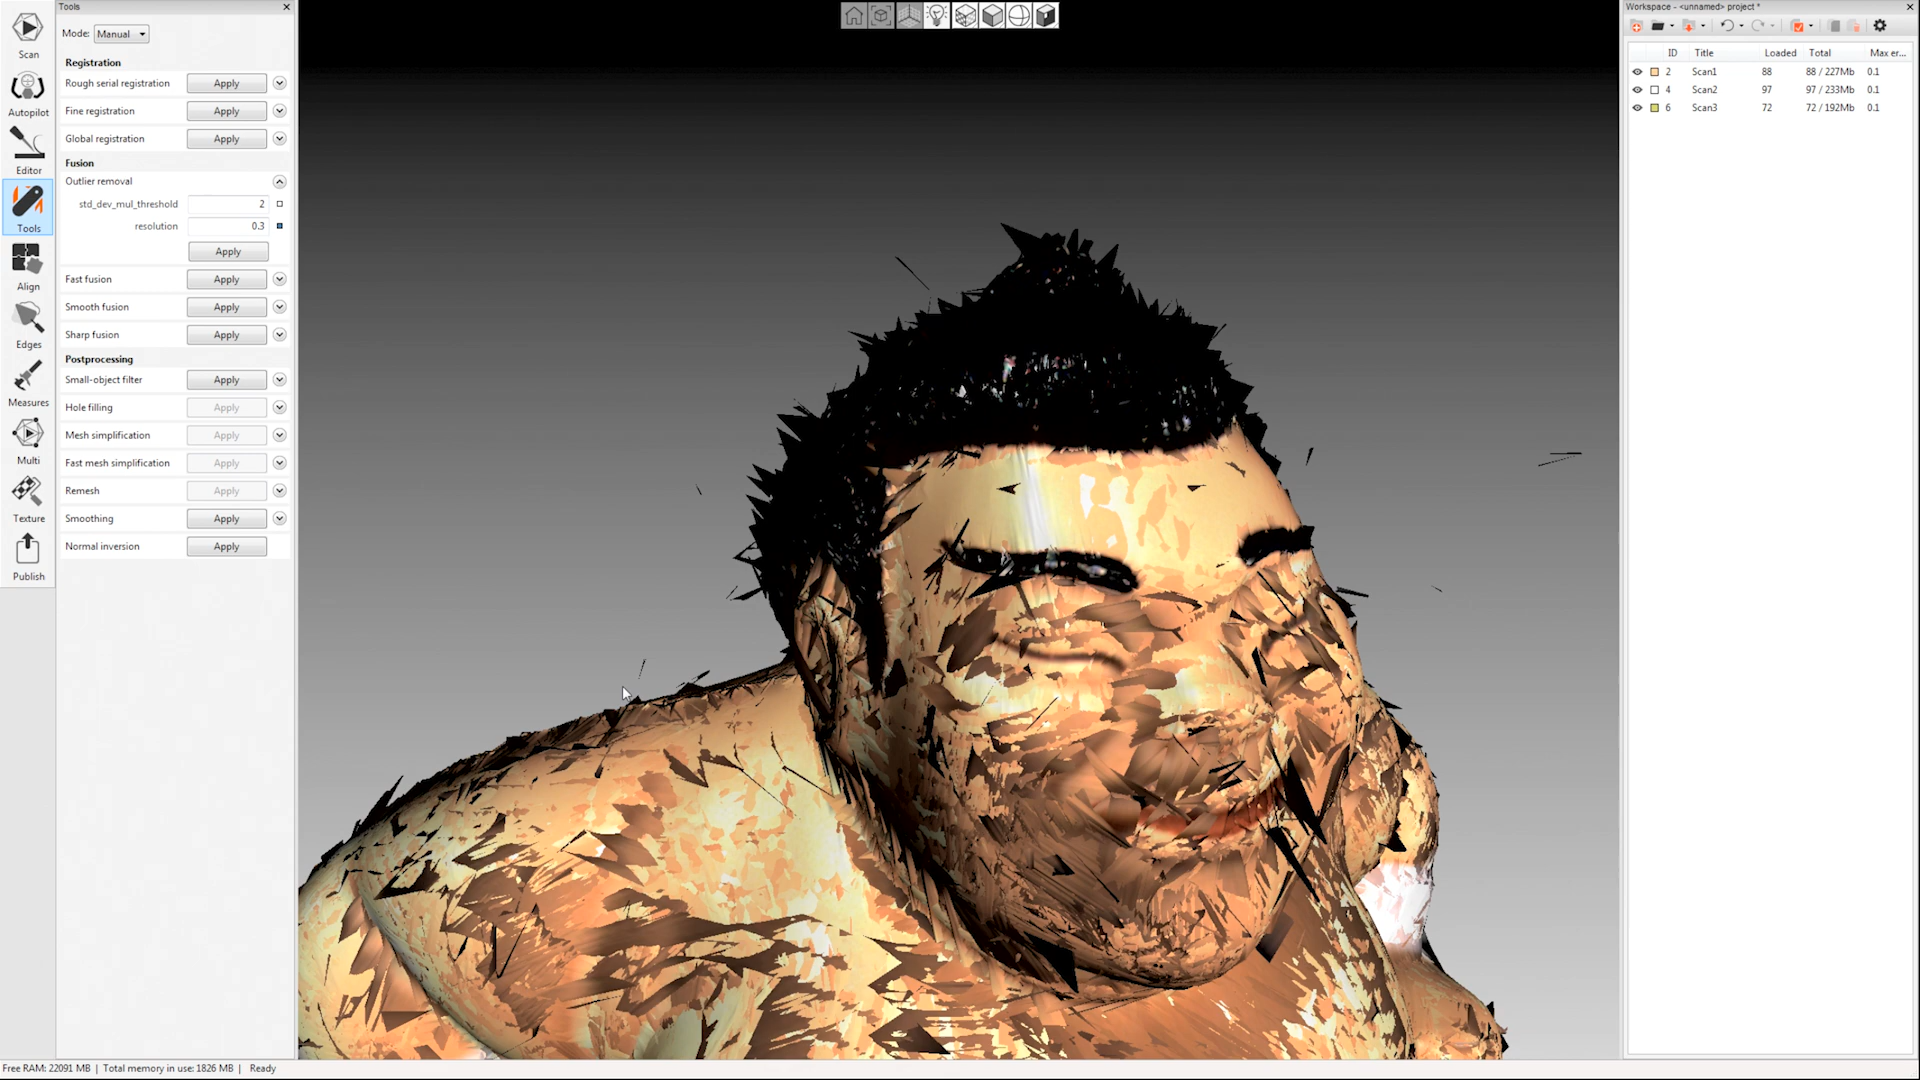 Tools
Mode: Manual
Registration
Rough serial registration Apply
Fine registration Apply
Global registration Apply
Fusion
Outlier removal
std_dev_mul_threshold 2
resolution 0.3
Apply
Fast fusion Apply
Smooth fusion Apply
Sharp fusion Apply
Postprocessing
Small-object filter Apply
Hole filling Apply
Mesh simplification Apply
Fast mesh simplification Apply
Remesh Apply
Smoothing Apply
Normal inversion Apply
Scan
Autopilot
Editor
Tools
Align
Edges
Measures
Multi
Texture
Publish
Workspace - <unnamed> project *
ID Title Loaded Total Max er...
2 Scan1 88 88 / 227Mb 0.1
4 Scan2 97 97 / 233Mb 0.1
6 Scan3 72 72 / 192Mb 0.1
Free RAM: 22091 MB | Total memory in use: 1826 MB | Ready